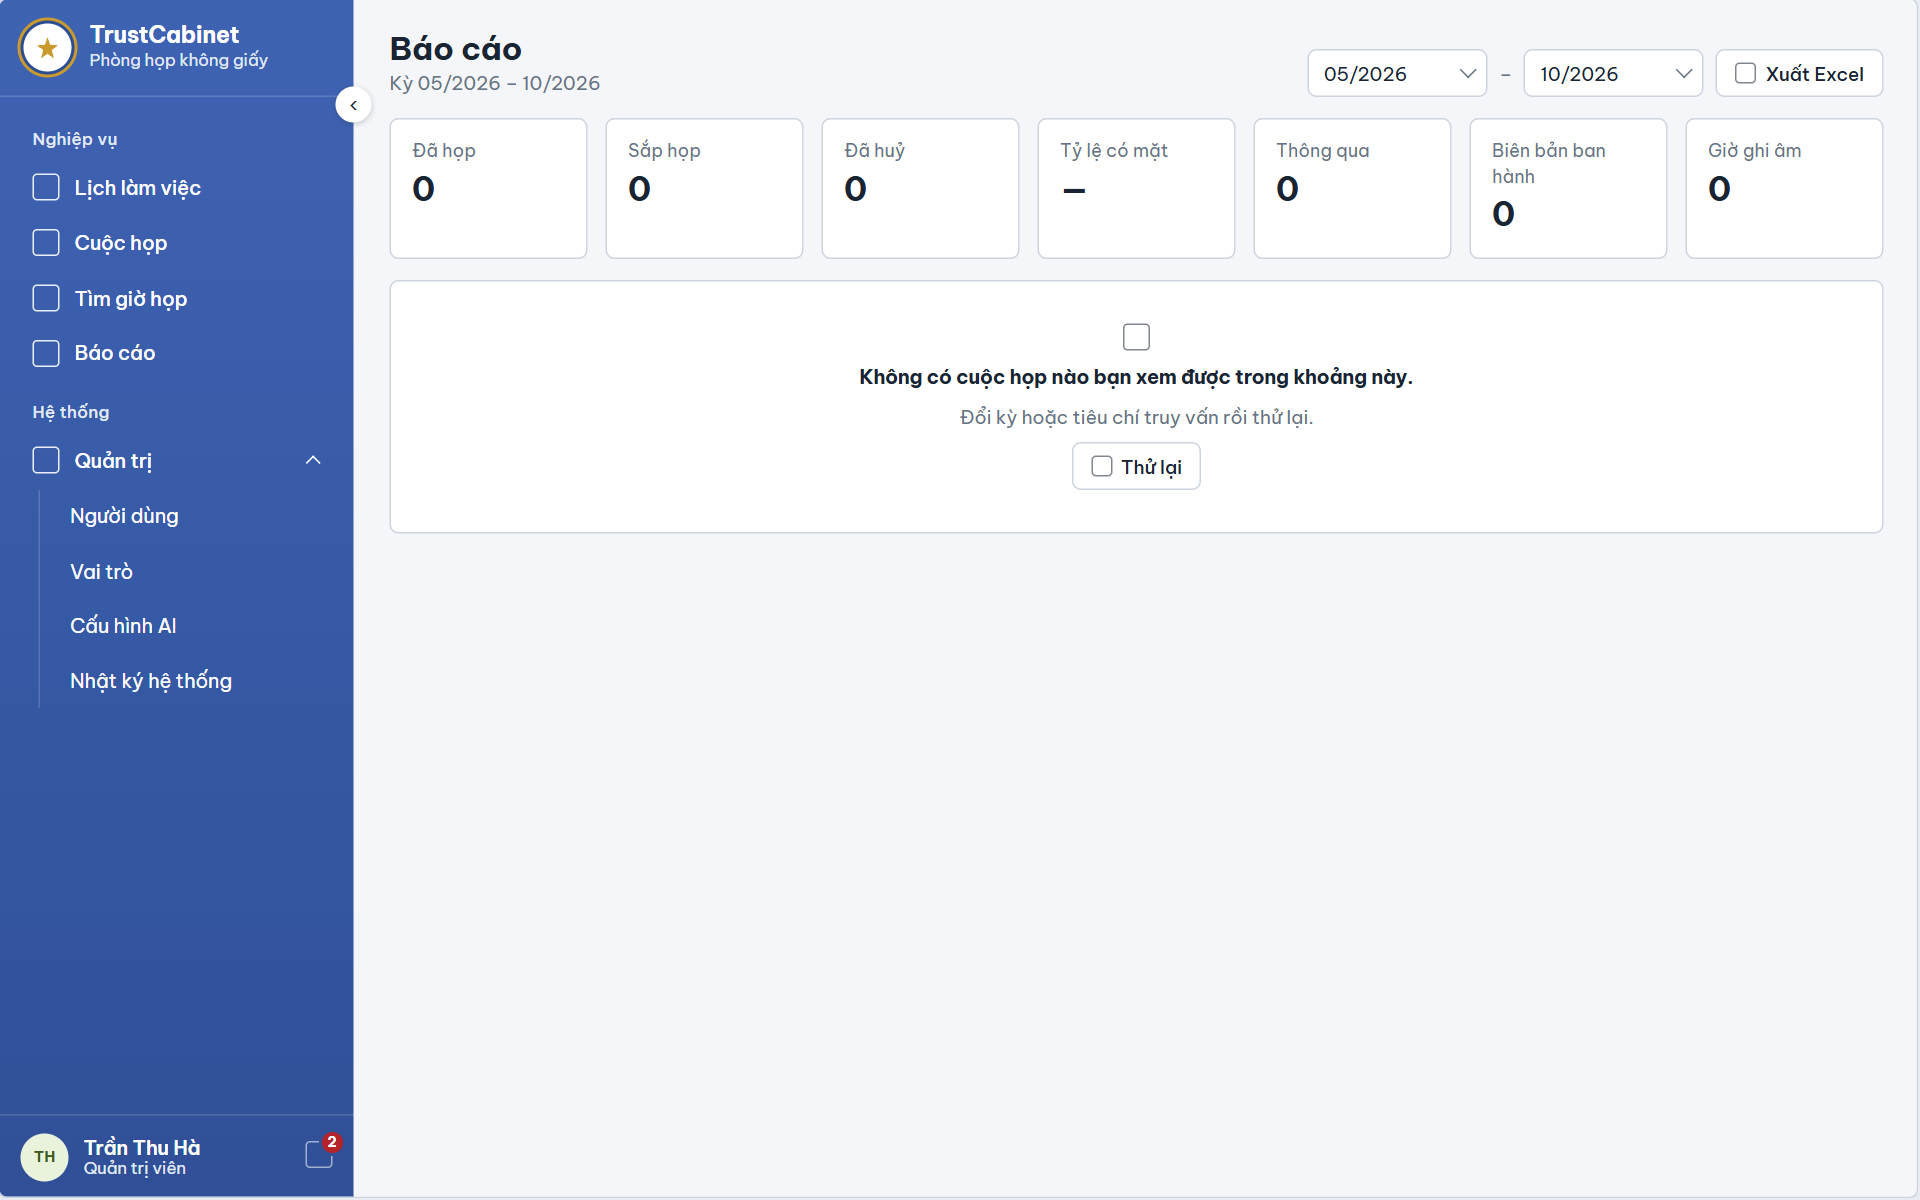 TrustCabinet
Phòng họp không giấy
Nghiệp vụ
Lịch làm việc
Cuộc họp
Tìm giờ họp
Báo cáo
Hệ thống
Quản trị
Người dùng
Vai trò
Cấu hình AI
Nhật ký hệ thống
TH
Trần Thu Hà
Quản trị viên
2
Báo cáo
Kỳ 05/2026 – 10/2026
05/2026 – 10/2026 Xuất Excel
Đã họp
0
Sắp họp
0
Đã huỷ
0
Tỷ lệ có mặt
—
Thông qua
0
Biên bản ban
hành
0
Giờ ghi âm
0
Không có cuộc họp nào bạn xem được trong khoảng này.
Đổi kỳ hoặc tiêu chí truy vấn rồi thử lại.
Thử lại